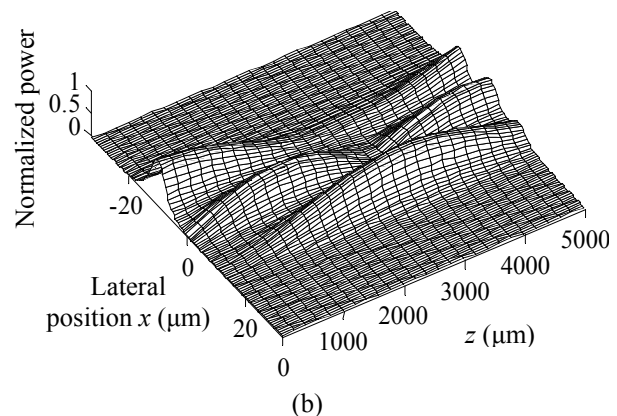 Normalized power
1
0.5
0
-20
0
20
Lateral
position x (μm)
0
1000
2000
3000
4000
5000
z (μm)
(b)